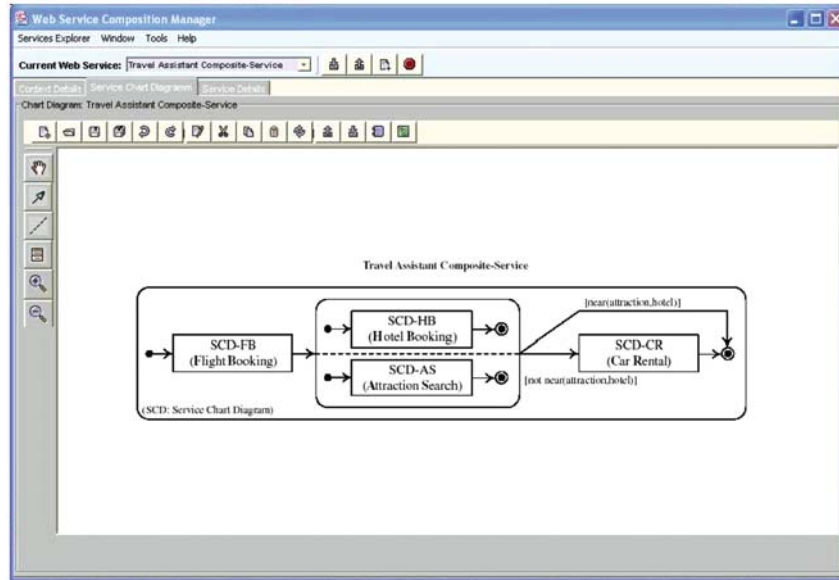 Web Service Composition Manager
Services Explorer Window Tools Help
Current Web Service: Travel Assistant Composite-Service
Context Details Service Chart Diagramm Service Details
Chart Diagram: Travel Assistant Composite-Service
Travel Assistant Composite-Service
[near(attraction,hotel)]
SCD-HB
(Hotel Booking)
SCD-FB
(Flight Booking)
SCD-CR
(Car Rental)
SCD-AS
(Attraction Search)
[not near(attraction,hotel)]
(SCD: Service Chart Diagram)